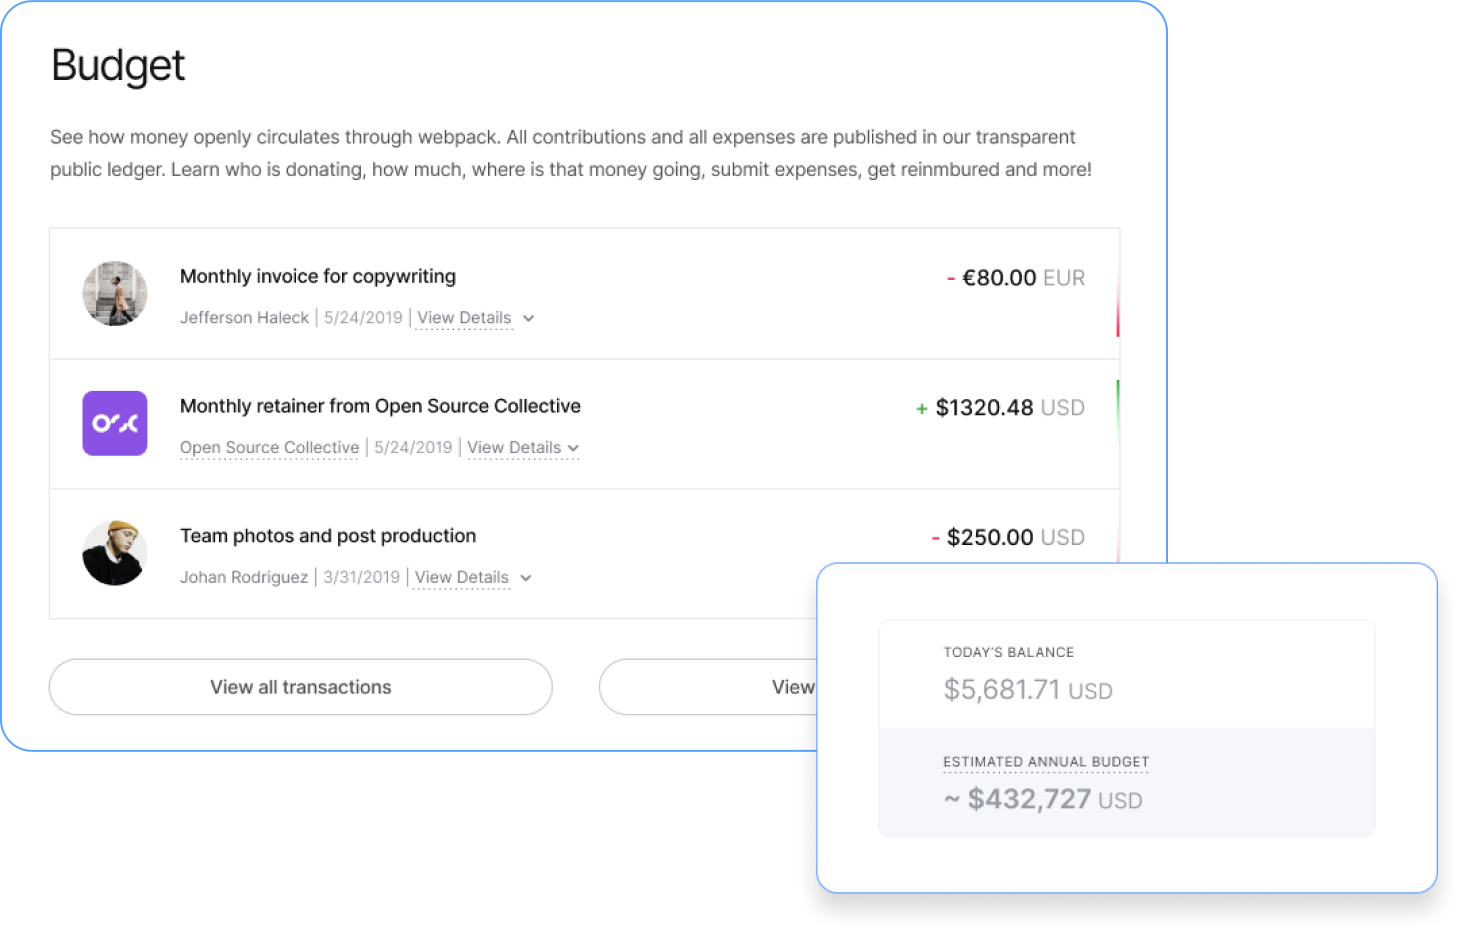 Budget
See how money openly circulates through webpack. All contributions and all expenses are published in our transparent
public ledger. Learn who is donating, how much, where is that money going, submit expenses, get reinmbured and more!
Monthly invoice for copywriting
- €80.00 EUR
Jefferson Haleck | 5/24/2019 | View Details
Monthly retainer from Open Source Collective
+ $1320.48 USD
Open Source Collective | 5/24/2019 | View Details
Team photos and post production
- $250.00 USD
Johan Rodriguez | 3/31/2019 | View Details
View all transactions
View
TODAY’S BALANCE
$5,681.71 USD
ESTIMATED ANNUAL BUDGET
~ $432,727 USD